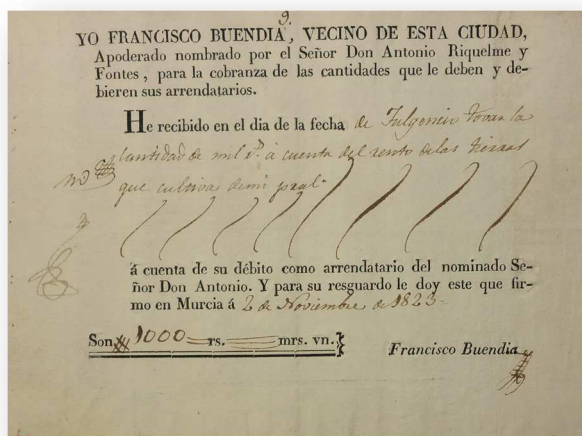 9.
YO FRANCISCO BUENDIA, VECINO DE ESTA CIUDAD,
Apoderado nombrado por el Señor Don Antonio Riquelme y
Fontes, para la cobranza de las cantidades que le deben y de-
bieren sus arrendatarios.
He recibido en el dia de la fecha de Fulgencio Tovar la
cantidad de mil r.s á cuenta del rento de las tierras
que cultiva de mi pral.
á cuenta de su débito como arrendatario del nominado Se-
ñor Don Antonio. Y para su resguardo le doy este que fir-
mo en Murcia á 2 de Noviembre de 1823
Son 1000 rs. mrs. vn.
Francisco Buendia